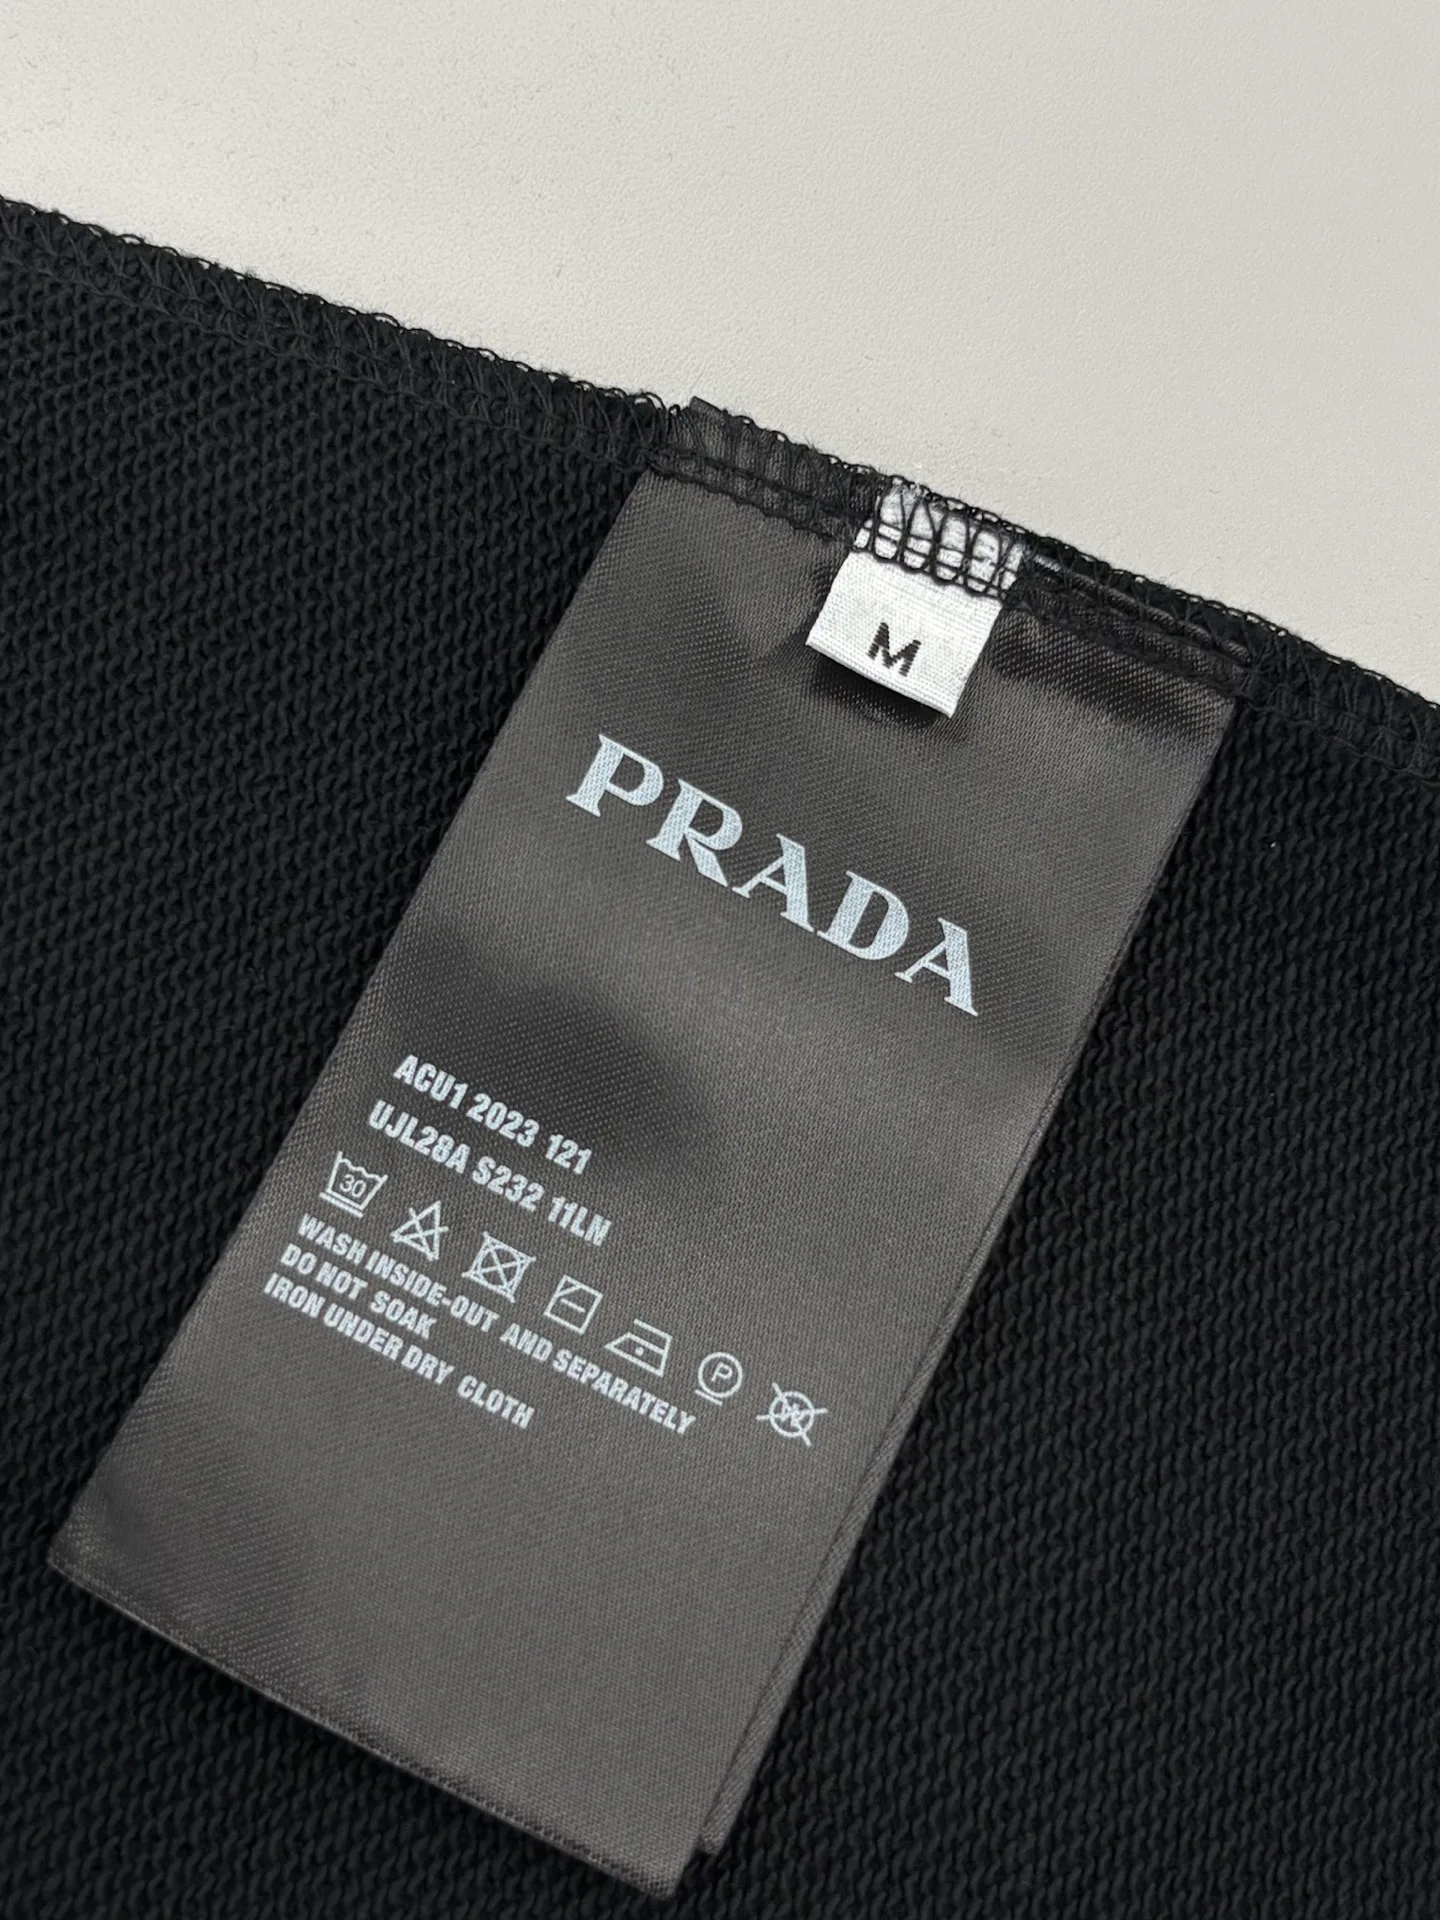 M
PRADA
ACU1 2023 121
UJL28A S232 11LN
30
P
W
WASH INSIDE-OUT AND SEPARATELY
DO NOT SOAK
IRON UNDER DRY CLOTH